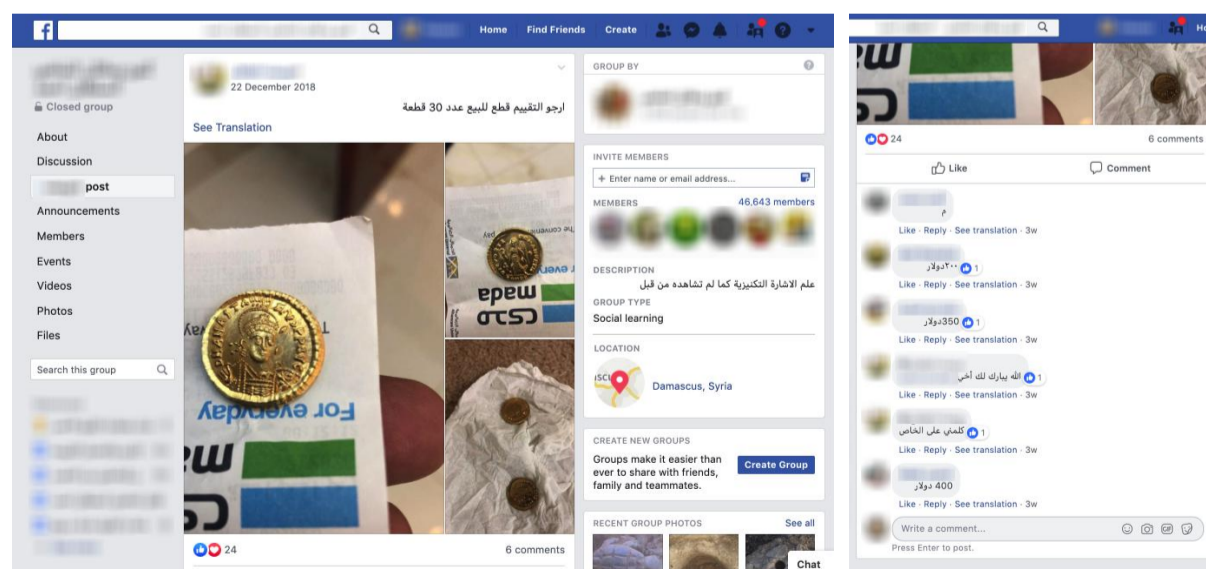 f
Home
Find Friends
Create
Closed group
About
Discussion
post
Announcements
Members
Events
Videos
Photos
Files
Search this group
22 December 2018
ارجو التقييم قطع للبيع عدد 30 قطعة
See Translation
For everyday
mada
مدى
24
6 comments
GROUP BY
INVITE MEMBERS
+ Enter name or email address...
MEMBERS
46,643 members
DESCRIPTION
علم الاشارة التكنيزية كما لم تشاهده من قبل
GROUP TYPE
Social learning
LOCATION
Damascus, Syria
CREATE NEW GROUPS
Groups make it easier than
ever to share with friends,
family and teammates.
Create Group
RECENT GROUP PHOTOS
See all
Chat
24
6 comments
Like
Comment
م
Like · Reply · See translation · 3w
٢٠٠دولار
1
Like · Reply · See translation · 3w
350دولار
1
Like · Reply · See translation · 3w
الله يبارك لك أخي
1
Like · Reply · See translation · 3w
كلمني على الخاص
1
Like · Reply · See translation · 3w
400 دولار
Like · Reply · See translation · 3w
Write a comment...
GIF
Press Enter to post.